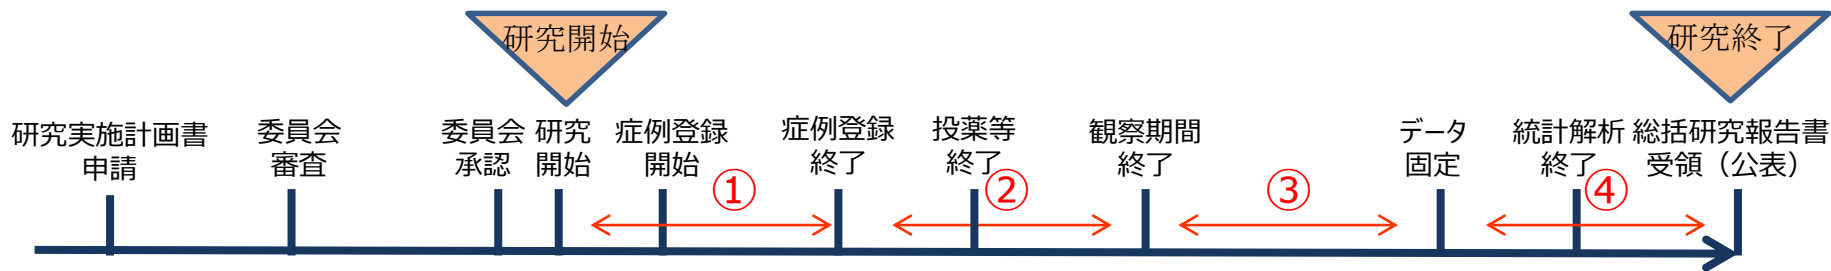 研究開始
研究終了
研究実施計画書
申請
委員会
審査
委員会
承認
研究
開始
症例登録
開始
症例登録
終了
投薬等
終了
観察期間
終了
データ
固定
統計解析
終了
総括研究報告書
受領（公表）
①
②
③
④